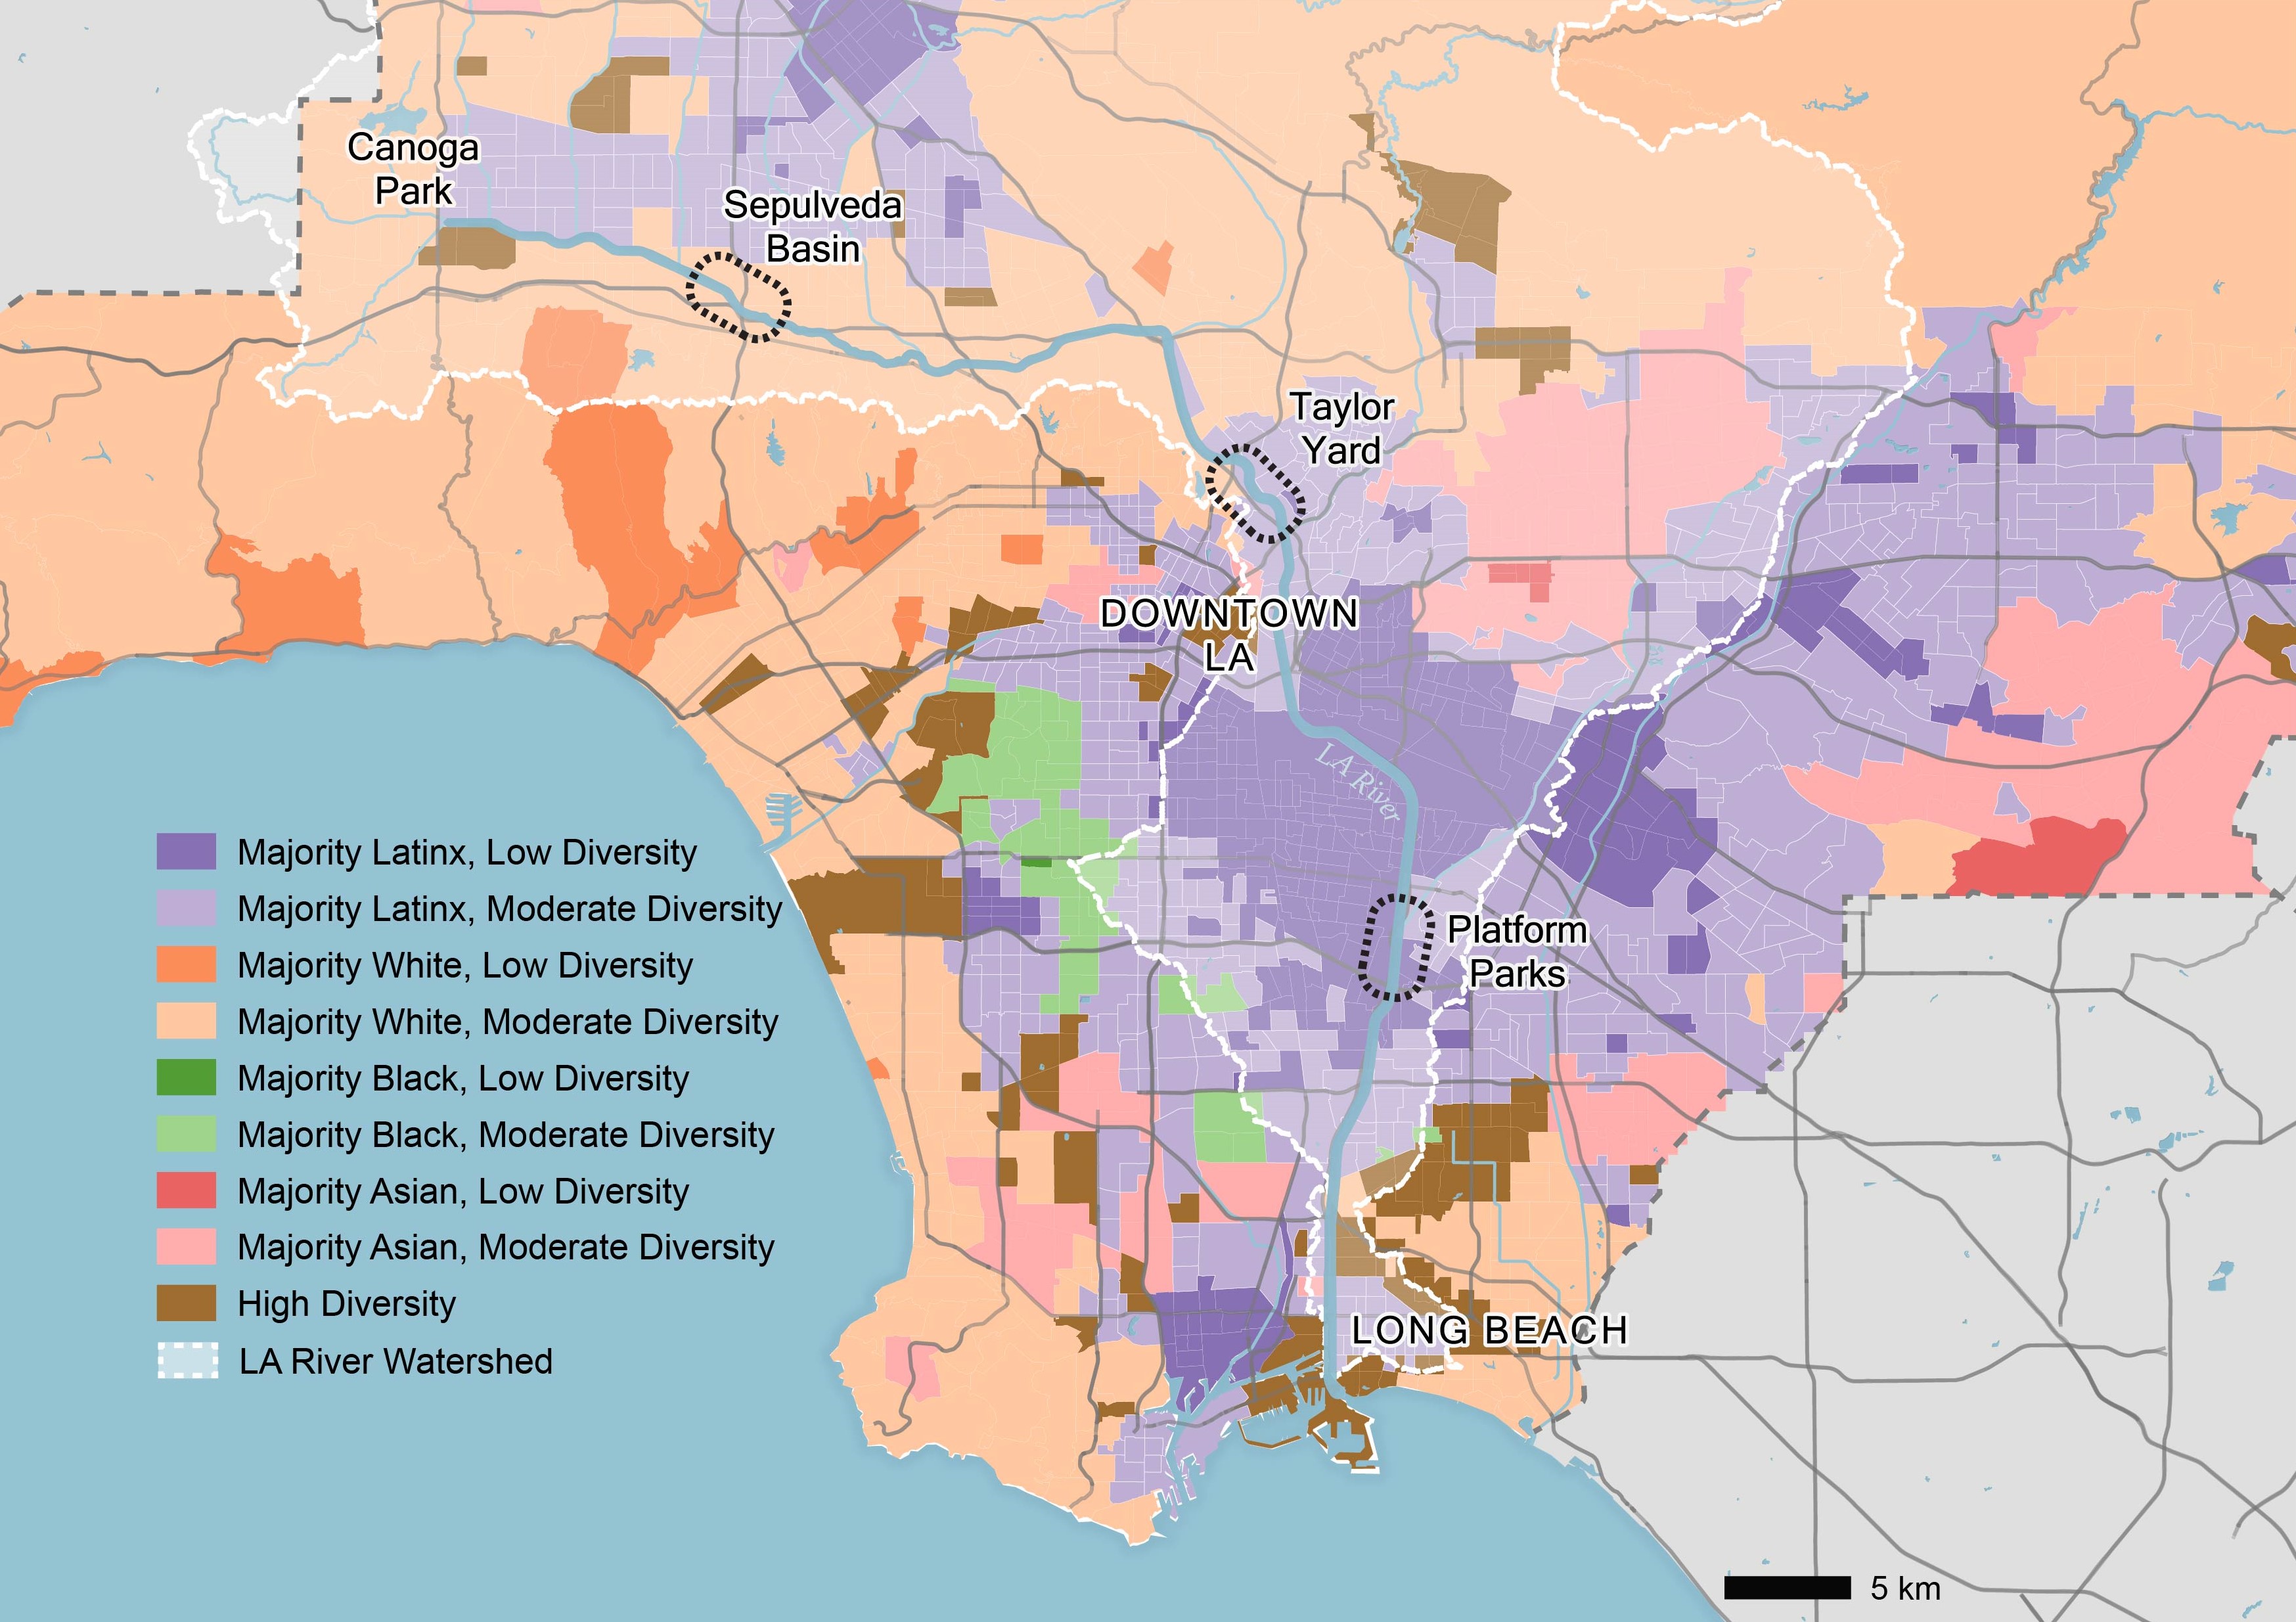 Canoga
Park
Sepulveda
Basin
Taylor
Yard
DOWNTOWN
LA
LA River
Platform
Parks
LONG BEACH
Majority Latinx, Low Diversity
Majority Latinx, Moderate Diversity
Majority White, Low Diversity
Majority White, Moderate Diversity
Majority Black, Low Diversity
Majority Black, Moderate Diversity
Majority Asian, Low Diversity
Majority Asian, Moderate Diversity
High Diversity
LA River Watershed
5 km